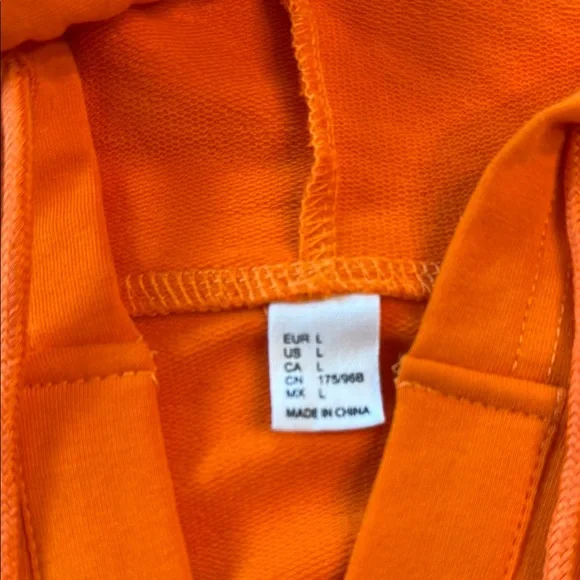 EUR L
US L
CA L
CN 175/96B
MX L
MADE IN CHINA